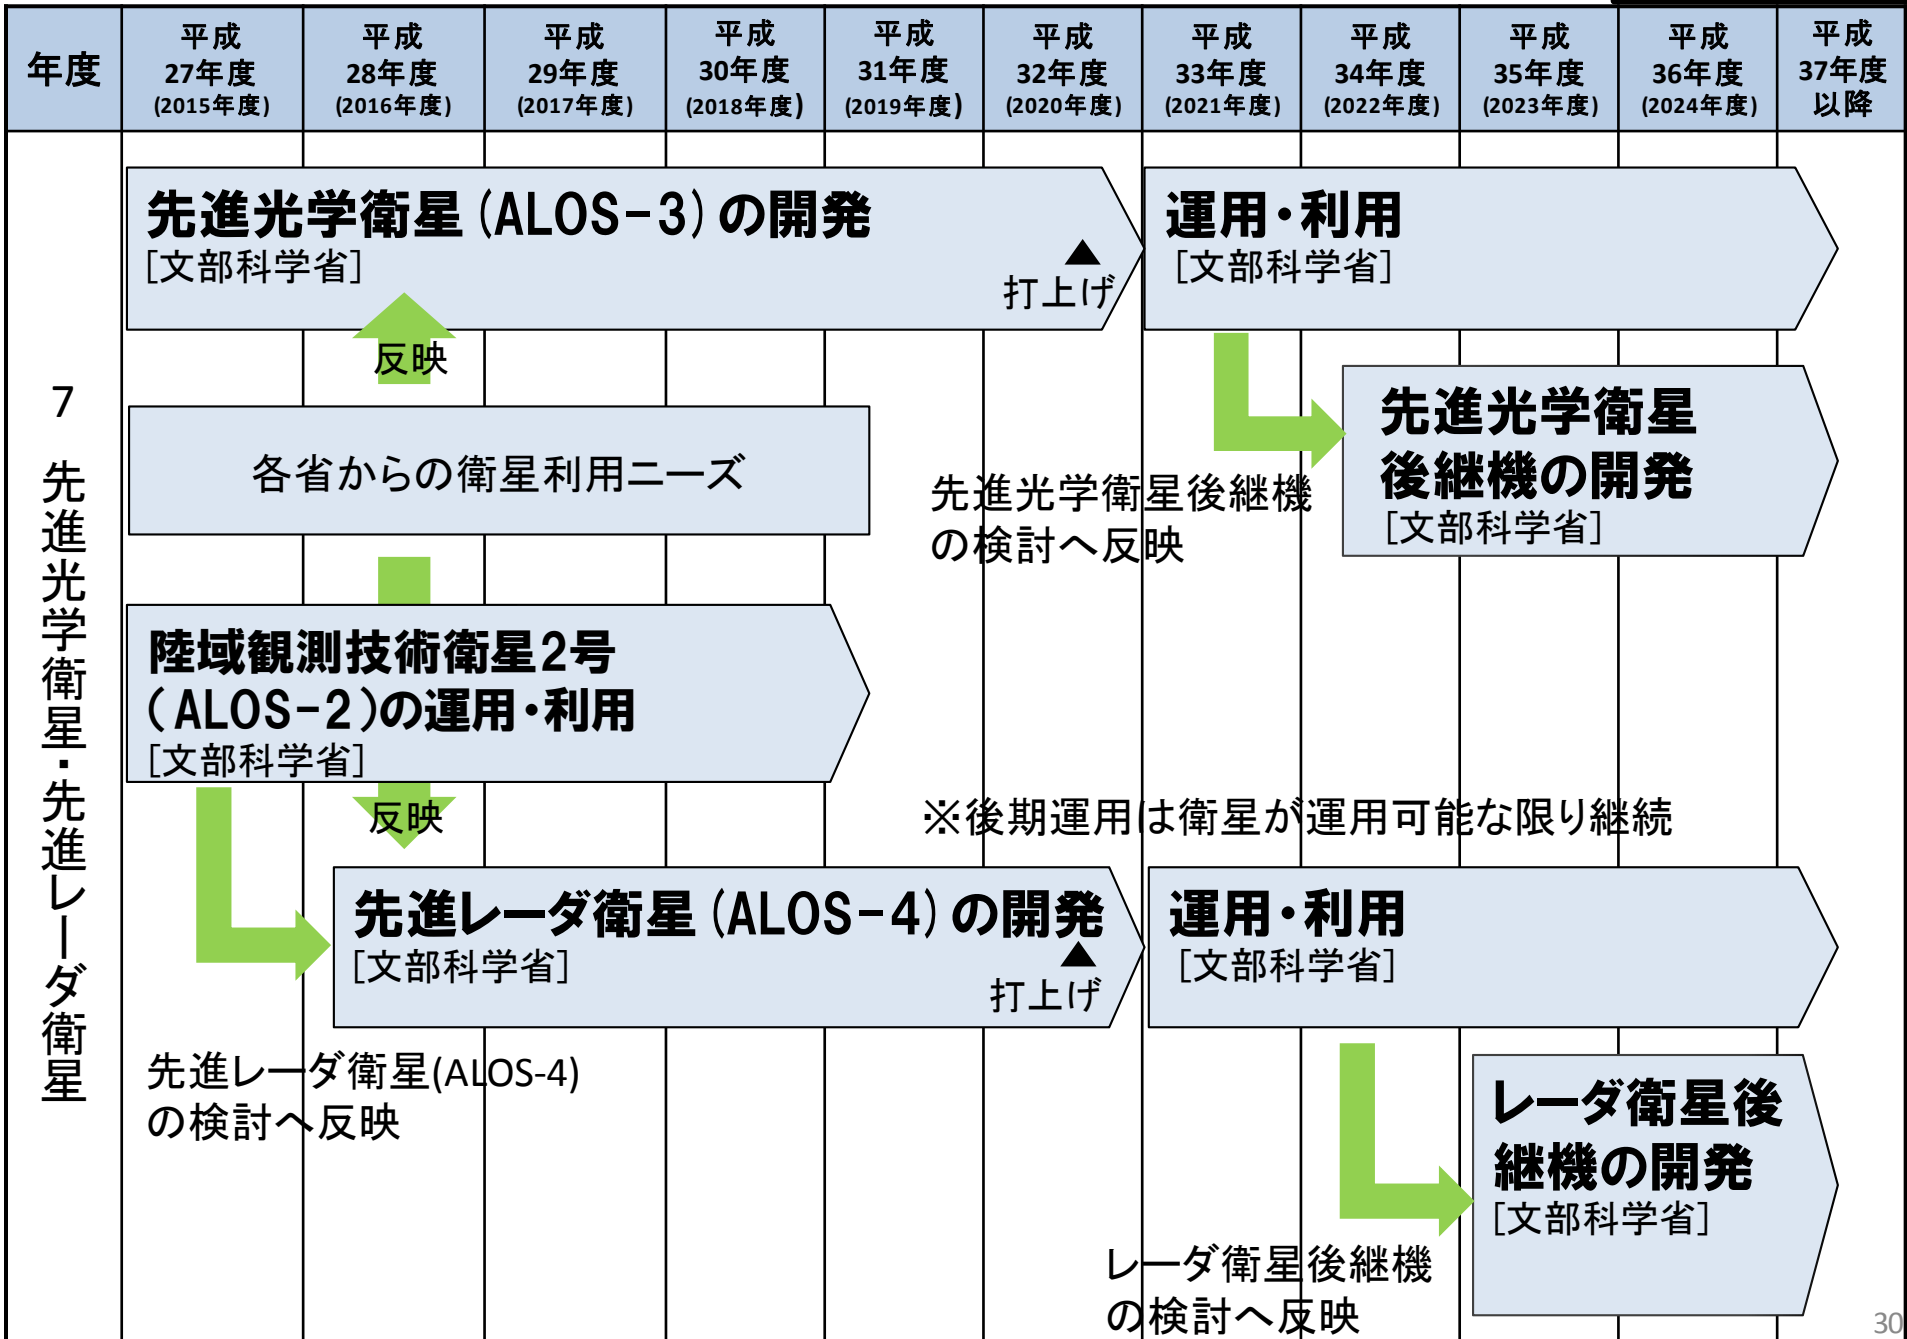 年度
平成
27年度
(2015年度)
平成
28年度
(2016年度)
平成
29年度
(2017年度)
平成
30年度
(2018年度)
平成
31年度
(2019年度)
平成
32年度
(2020年度)
平成
33年度
(2021年度)
平成
34年度
(2022年度)
平成
35年度
(2023年度)
平成
36年度
(2024年度)
平成
37年度
以降
7 先進光学衛星・先進レーダ衛星
先進光学衛星(ALOS-3)の開発
[文部科学省]
打上げ
運用・利用
[文部科学省]
反映
各省からの衛星利用ニーズ
先進光学衛星後継機
の検討へ反映
先進光学衛星
後継機の開発
[文部科学省]
陸域観測技術衛星2号
(ALOS-2)の運用・利用
[文部科学省]
反映
※後期運用は衛星が運用可能な限り継続
先進レーダ衛星(ALOS-4)の開発
[文部科学省]
打上げ
運用・利用
[文部科学省]
先進レーダ衛星(ALOS-4)
の検討へ反映
レーダ衛星後
継機の開発
[文部科学省]
レーダ衛星後継機
の検討へ反映
30